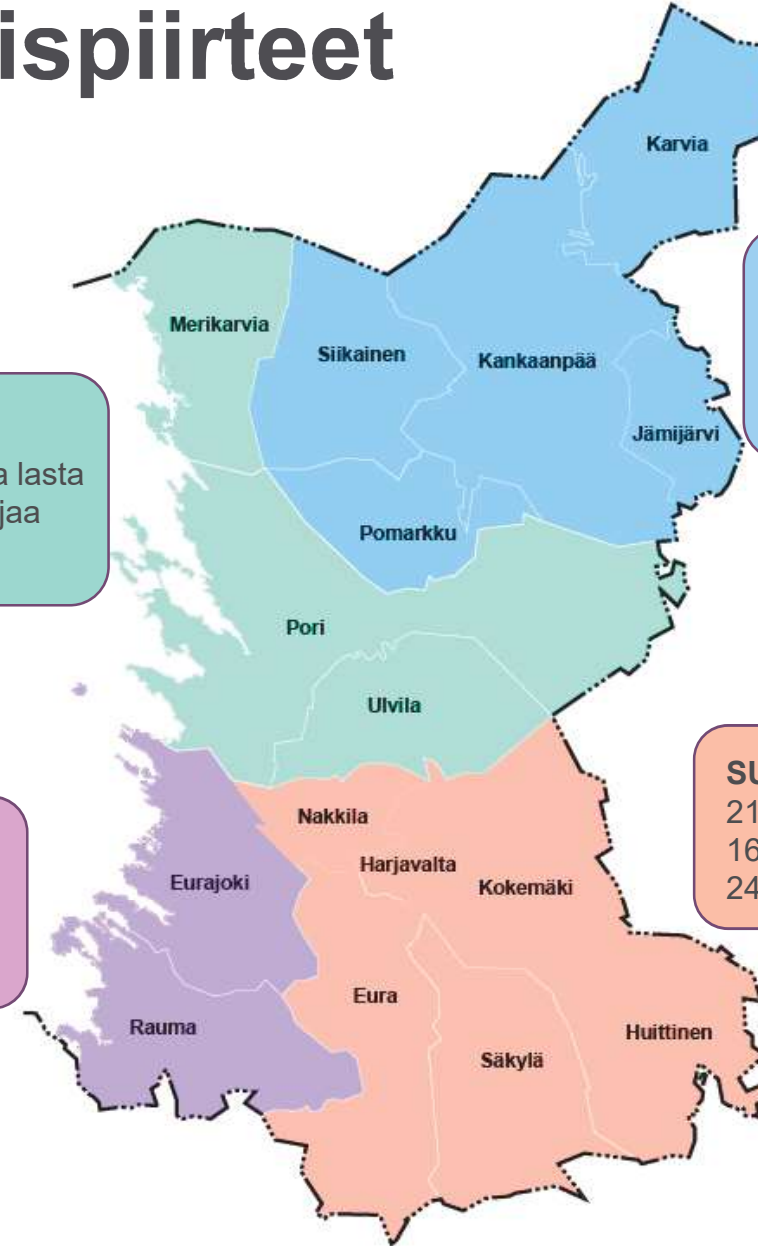 ispiirteet
Karvia
Merikarvia
Siikainen
Kankaanpää
Jämijärvi
a lasta
jaa
Pomarkku
Pori
Ulvila
SU
21
16
24
Nakkila
Harjavalta
Kokemäki
Eurajoki
Eura
Rauma
Säkylä
Huittinen